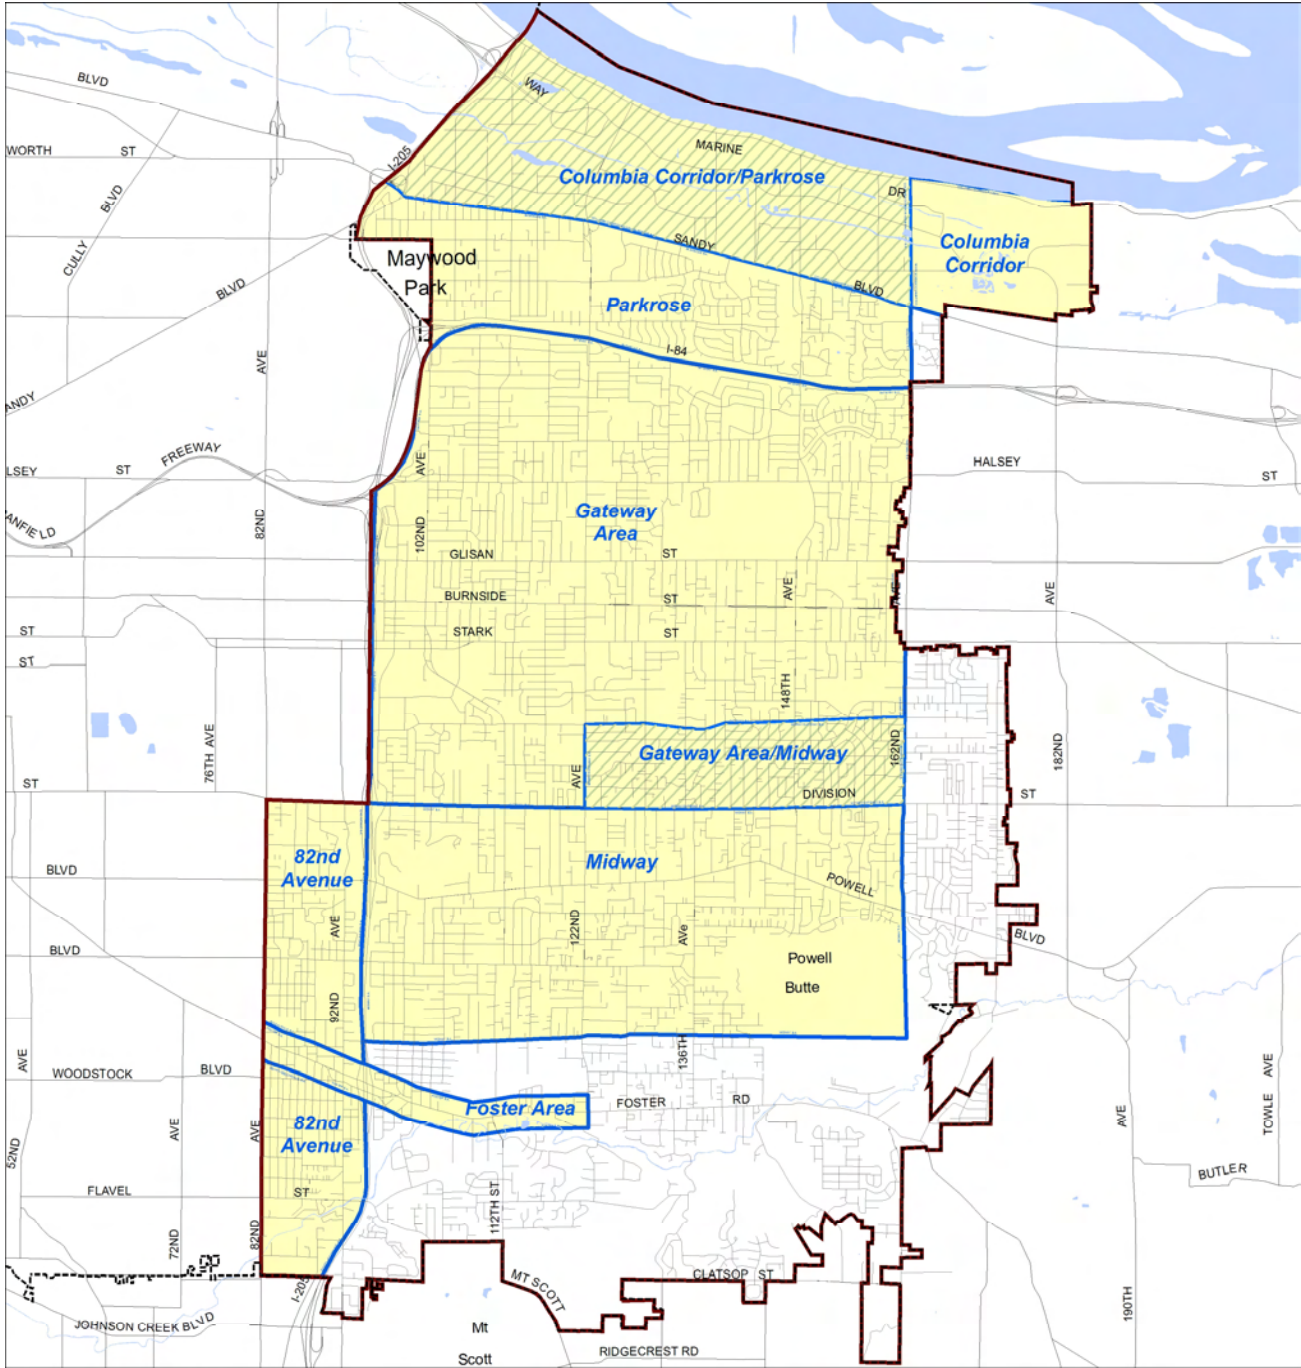 BLVD
WAY
WORTH
ST
MARINE
I-205
Columbia Corridor/Parkrose
DR
CULLY
BLVD
SANDY
Columbia
Corridor
Maywood
Park
BLVD
BLVD
Parkrose
AVE
I-84
FREEWAY
LSEY
ST
AVE
HALSEY
ST
Gateway
Area
82ND
102ND
GLISAN
ST
BURNSIDE
ST
AVE
AVE
AVE
STARK
ST
ST
ST
148TH
76TH AVE
Gateway Area/Midway
162ND
182ND
ST
AVE
DIVISION
ST
82nd
Avenue
Midway
BLVD
POWELL
AVE
122ND
AVe
BLVD
BLVD
Powell
Butte
92ND
136TH
AVE
WOODSTOCK
BLVD
TOWLE AVE
Foster Area
FOSTER
RD
82nd
Avenue
AVE
AVE
AVE
52ND
BUTLER
FLAVEL
ST
112TH ST
72ND
82ND
I-205
MT SCOTT
CLATSOP ST
190TH
JOHNSON CREEK BLVD
Mt
Scott
RIDGECREST RD